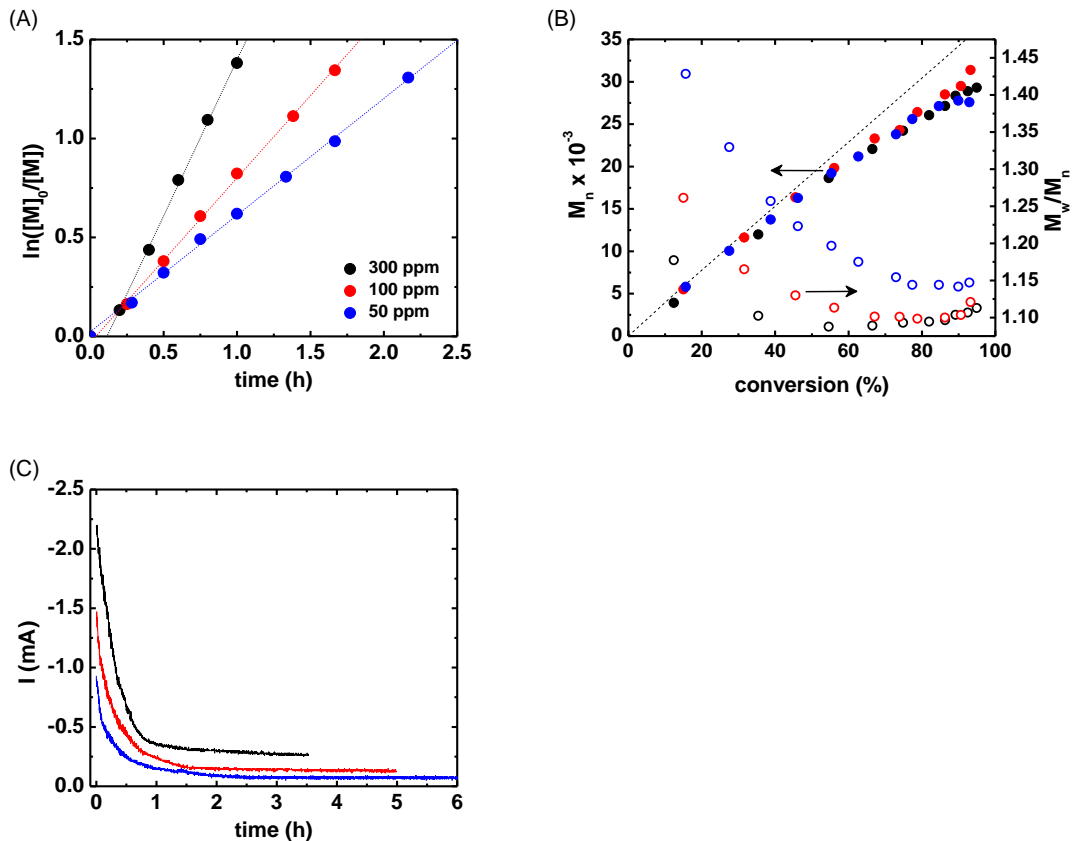 (A)
1.5
1.0
0.5
0.0
ln([M]0/[M])
300 ppm
100 ppm
50 ppm
0.0 0.5 1.0 1.5 2.0 2.5
time (h)
(B)
35
30
25
20
15
10
5
0
Mn x 10-3
1.45
1.40
1.35
1.30
1.25
1.20
1.15
1.10
Mw/Mn
0 20 40 60 80 100
conversion (%)
(C)
-2.5
-2.0
-1.5
-1.0
-0.5
0.0
I (mA)
0 1 2 3 4 5 6
time (h)